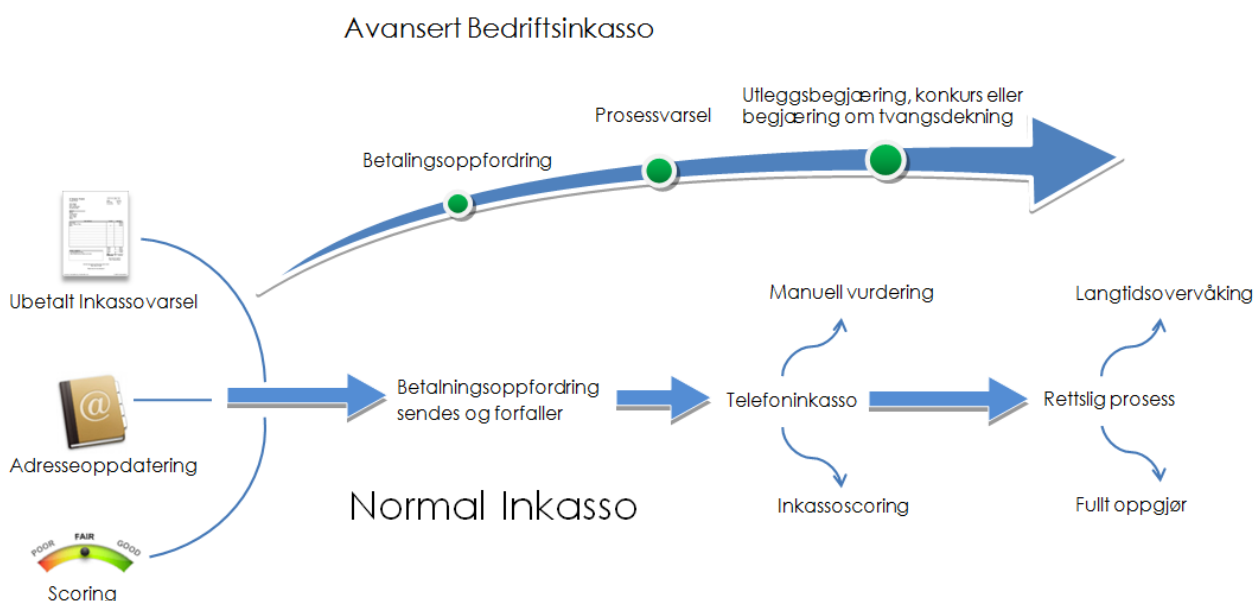 Avansert Bedriftsinkasso
Utleggsbegjæring, konkurs eller
begjæring om tvangsdekning
Prosessvarsel
Betalingsoppfordring
Ubetalt Inkassovarsel
Manuell vurdering
Langtidsovervåking
Betalningsoppfordring
sendes og forfaller
Telefoninkasso
Rettslig prosess
Adresseoppdatering
Normal Inkasso
Inkassoscoring
Fullt oppgjør
POOR FAIR GOOD
Scoring